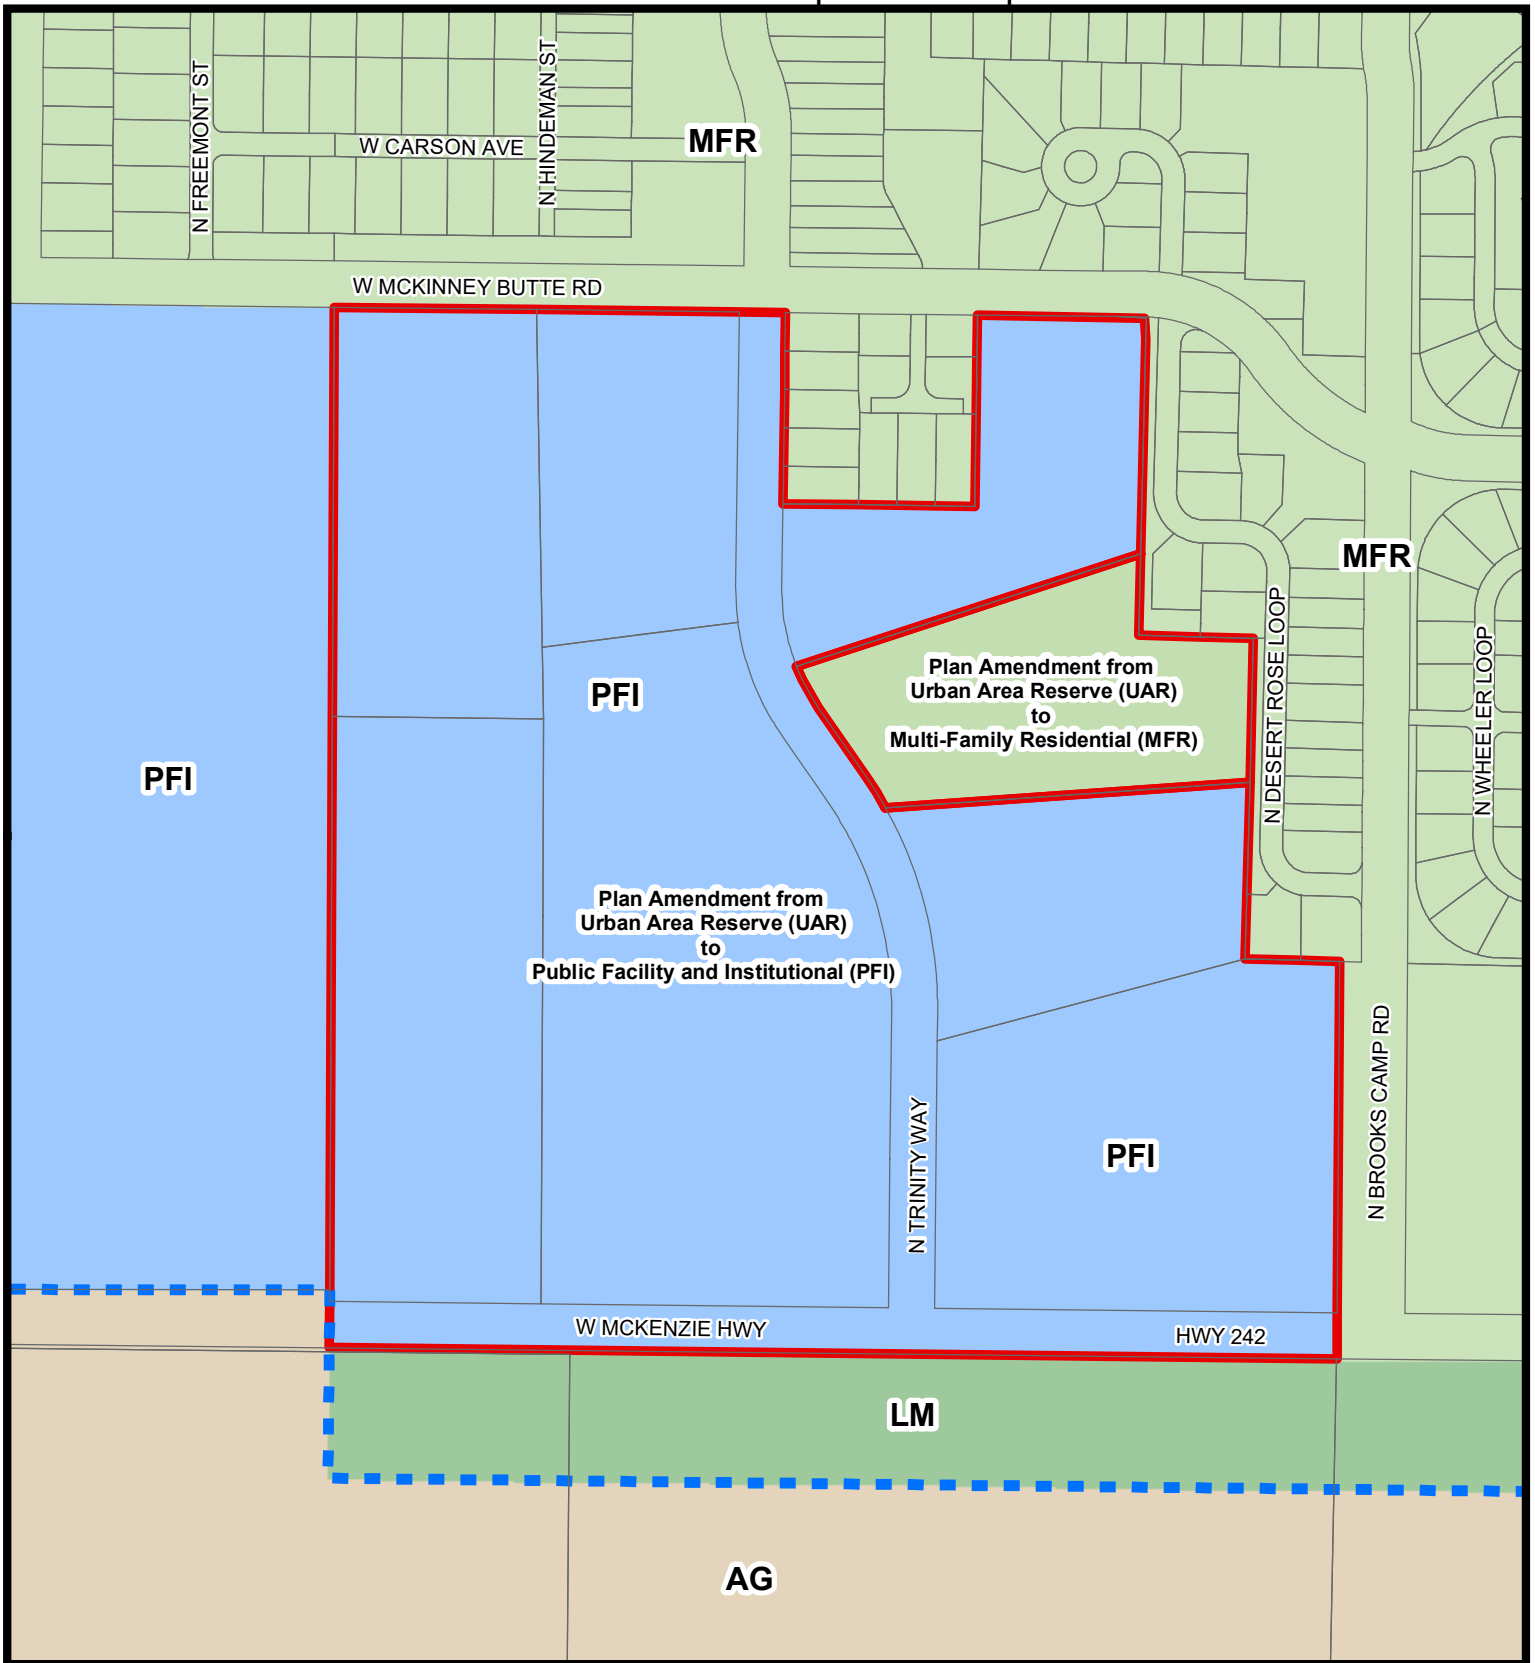 N FREEMONT ST
W CARSON AVE
N HINDEMAN ST
MFR
W MCKINNEY BUTTE RD
MFR
N DESERT ROSE LOOP
N WHEELER LOOP
Plan Amendment from
Urban Area Reserve (UAR)
to
Multi-Family Residential (MFR)
PFI
PFI
Plan Amendment from
Urban Area Reserve (UAR)
to
Public Facility and Institutional (PFI)
N BROOKS CAMP RD
N TRINITY WAY
PFI
W MCKENZIE HWY
HWY 242
LM
AG